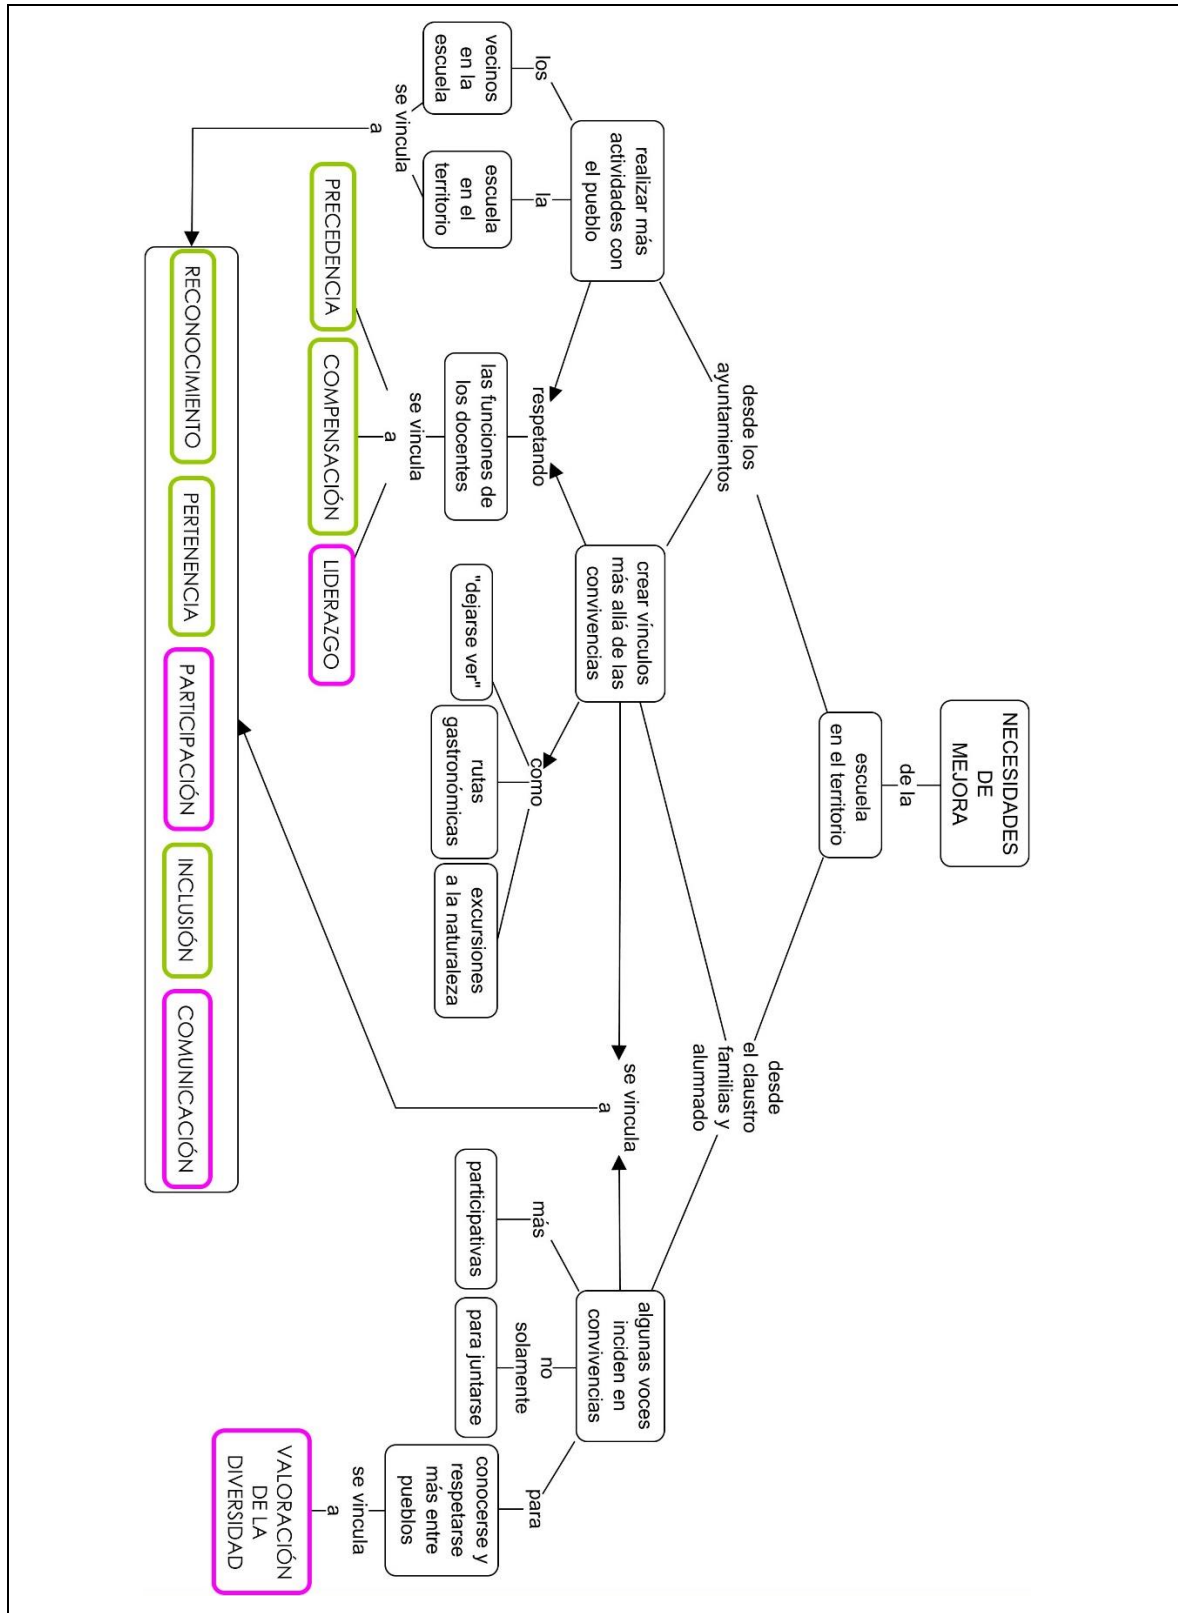 NECESIDADES
DE
MEJORA
de la
escuela
en el territorio
desde los
ayuntamientos
desde
el claustro
familias y
alumnado
realizar más
actividades con
el pueblo
crear vínculos
más allá de las
convivencias
algunas voces
inciden en
convivencias
los
la
vecinos
en la
escuela
escuela
en el
territorio
se vincula
a
respetando
las funciones de
los docentes
se vincula
a
PRECEDENCIA
COMPENSACIÓN
LIDERAZGO
como
"dejarse ver"
rutas
gastronómicas
excursiones
a la naturaleza
se vincula
a
más
participativas
no
solamente
para juntarse
para
conocerse y
respetarse
más entre
pueblos
se vincula
a
VALORACIÓN
DE LA
DIVERSIDAD
RECONOCIMIENTO
PERTENENCIA
PARTICIPACIÓN
INCLUSIÓN
COMUNICACIÓN